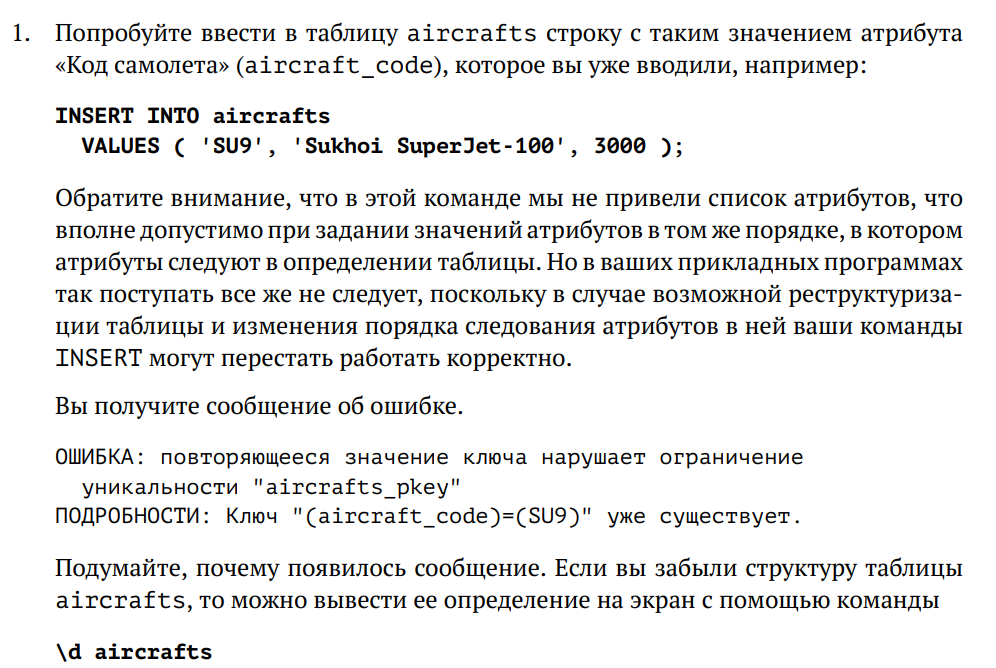 1. Попробуйте ввести в таблицу aircrafts строку с таким значением атрибута
«Код самолета» (aircraft_code), которое вы уже вводили, например:
INSERT INTO aircrafts
VALUES ( 'SU9', 'Sukhoi SuperJet-100', 3000 );
Обратите внимание, что в этой команде мы не привели список атрибутов, что
вполне допустимо при задании значений атрибутов в том же порядке, в котором
атрибуты следуют в определении таблицы. Но в ваших прикладных программах
так поступать все же не следует, поскольку в случае возможной реструктуриза-
ции таблицы и изменения порядка следования атрибутов в ней ваши команды
INSERT могут перестать работать корректно.
Вы получите сообщение об ошибке.
ОШИБКА: повторяющееся значение ключа нарушает ограничение
уникальности "aircrafts_pkey"
ПОДРОБНОСТИ: Ключ "(aircraft_code)=(SU9)" уже существует.
Подумайте, почему появилось сообщение. Если вы забыли структуру таблицы
aircrafts, то можно вывести ее определение на экран с помощью команды
\d aircrafts